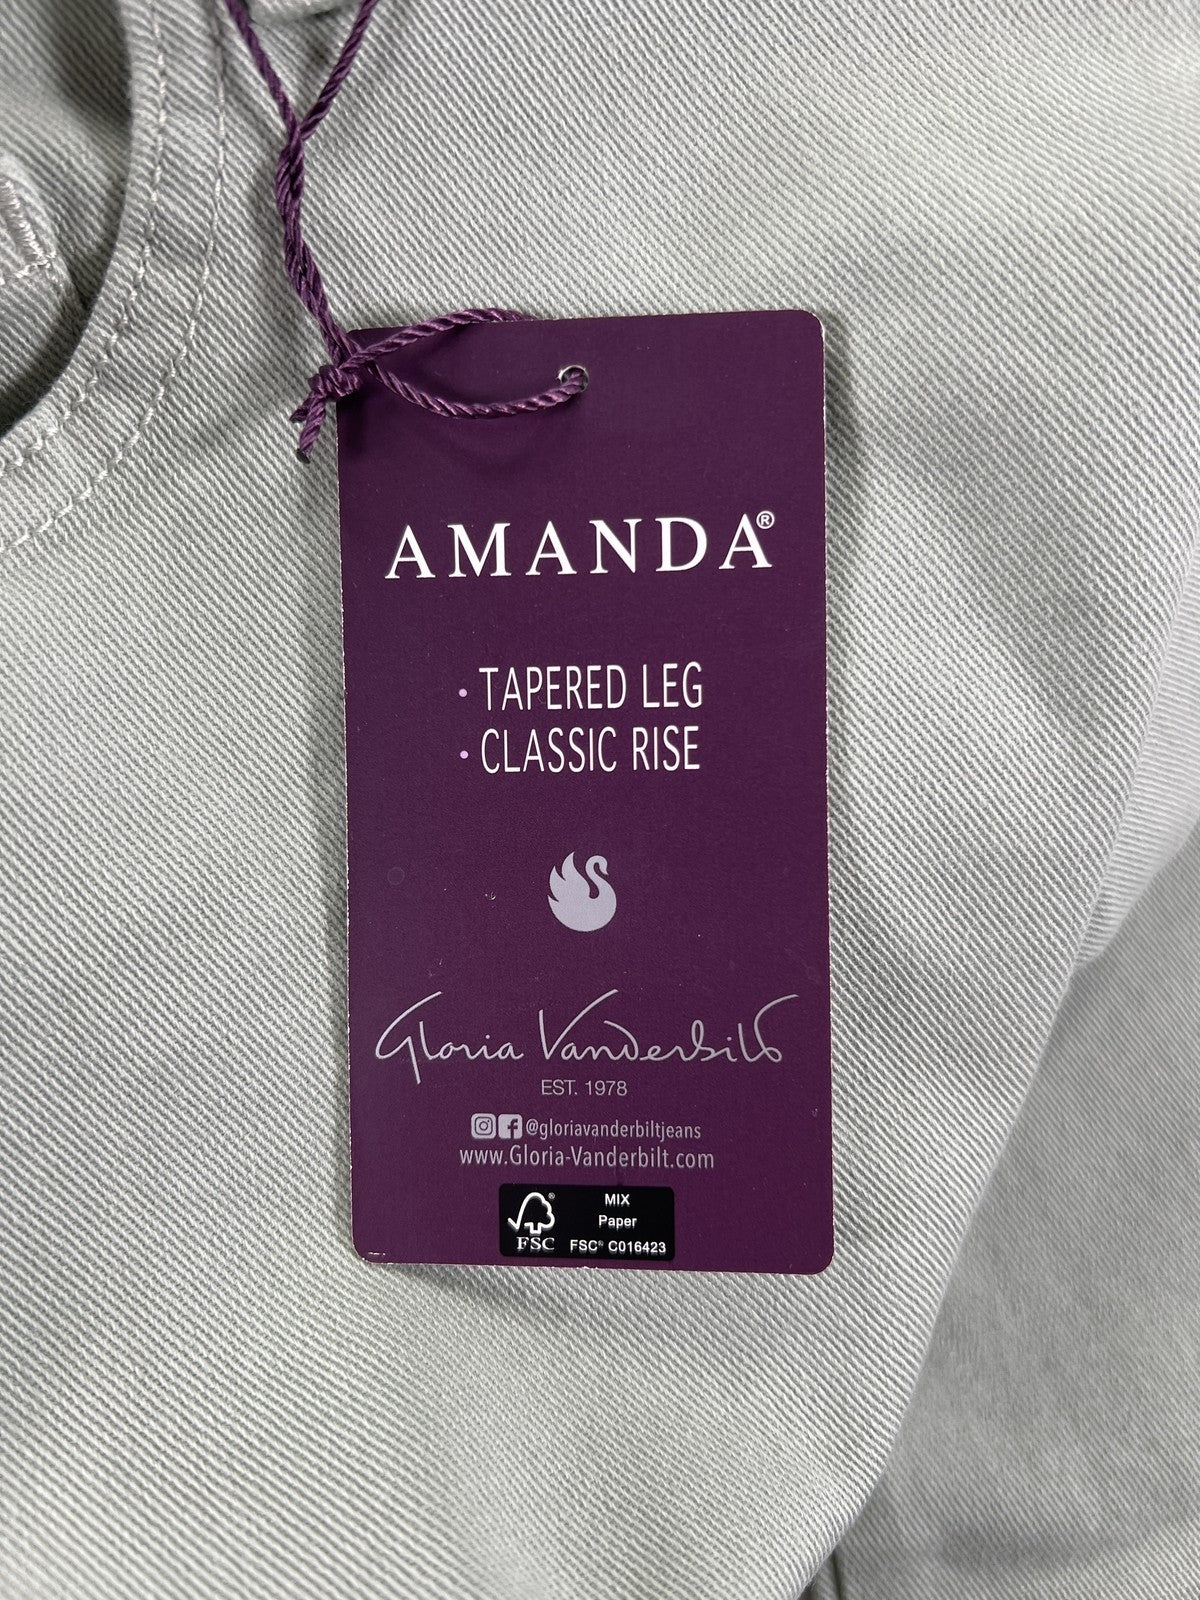 AMANDA®
• TAPERED LEG
• CLASSIC RISE
Gloria Vanderbilt
EST. 1978
@gloriavanderbiltjeans
www.Gloria-Vanderbilt.com
MIX
Paper
FSC® C016423
® FSC